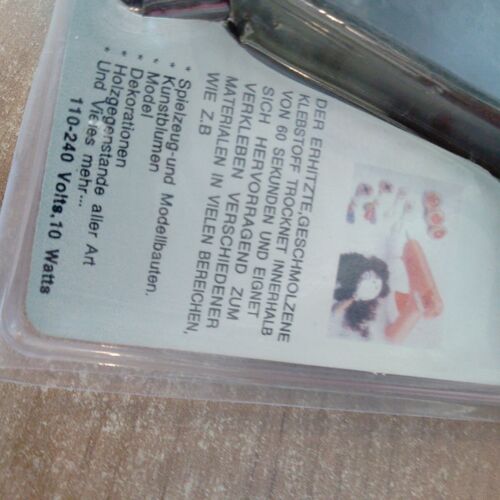 DER ERHITZTE,GESCHMOLZENE
KLEBSTOFF TROCKNET INNERHALB
VON 60 SEKUNDEN UND EIGNET
SICH HERVORRAGEND ZUM
VERKLEBEN VERSCHIEDENER
MATERIALEN IN VIELEN BEREICHEN,
WIE Z.B
* Spielzeug-und Modellbauten.
* Kunstblumen
* Model
* Dekorationen
* Holzgegenstande aller Art
* Und Vieles mehr...
110-240 Volts.10 Watts